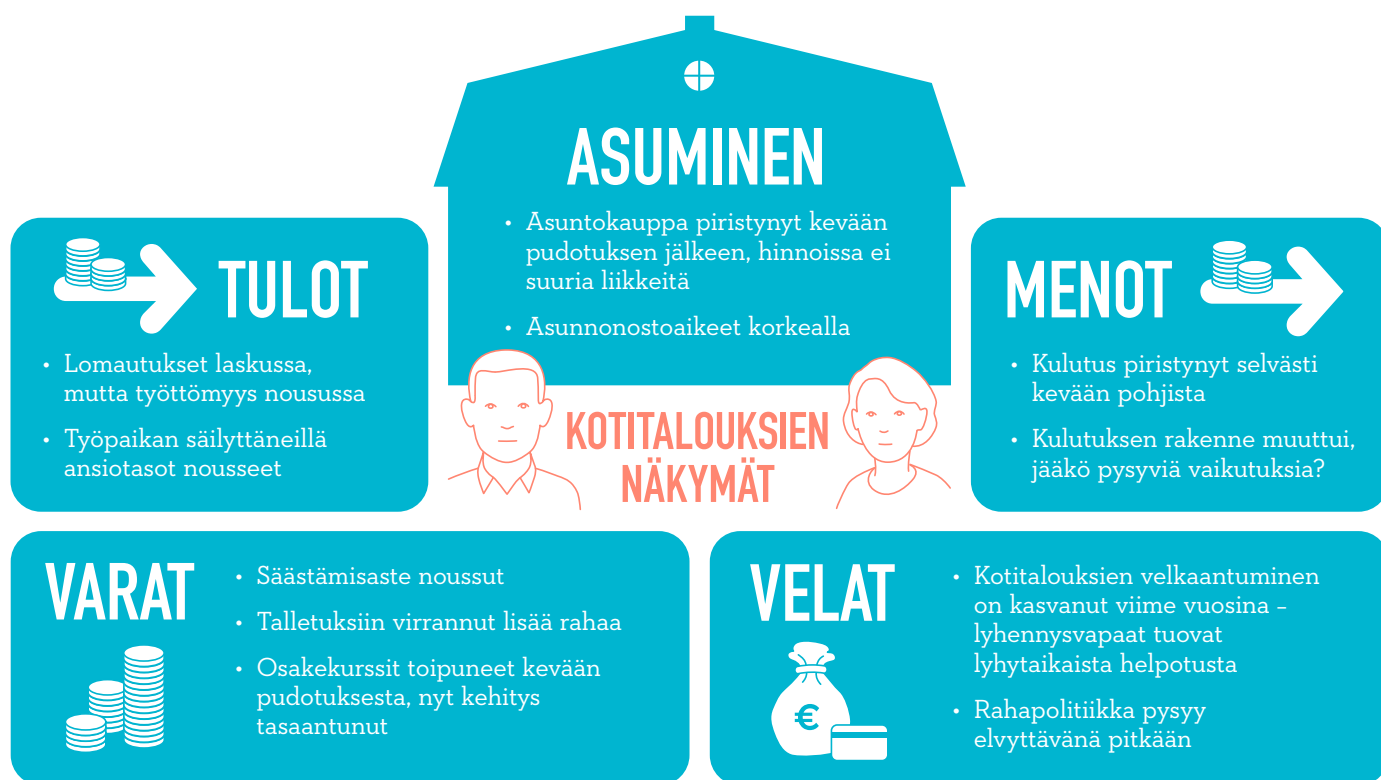 ASUMINEN
• Asuntokauppa piristynyt kevään
pudotuksen jälkeen, hinnoissa ei
suuria liikkeitä
• Asunnonostoaikeet korkealla
TULOT
• Lomautukset laskussa,
mutta työttömyys nousussa
• Työpaikan säilyttäneillä
ansiotasot nousseet
KOTITALOUKSIEN
NÄKYMÄT
MENOT
• Kulutus piristynyt selvästi
kevään pohjista
• Kulutuksen rakenne muuttui,
jääkö pysyviä vaikutuksia?
VARAT
• Säästämisaste noussut
• Talletuksiin virrannut lisää rahaa
• Osakekurssit toipuneet kevään
pudotuksesta, nyt kehitys
tasaantunut
VELAT
€
• Kotitalouksien velkaantuminen
on kasvanut viime vuosina –
lyhennysvapaat tuovat
lyhytaikaista helpotusta
• Rahapolitiikka pysyy
elvyttävänä pitkään